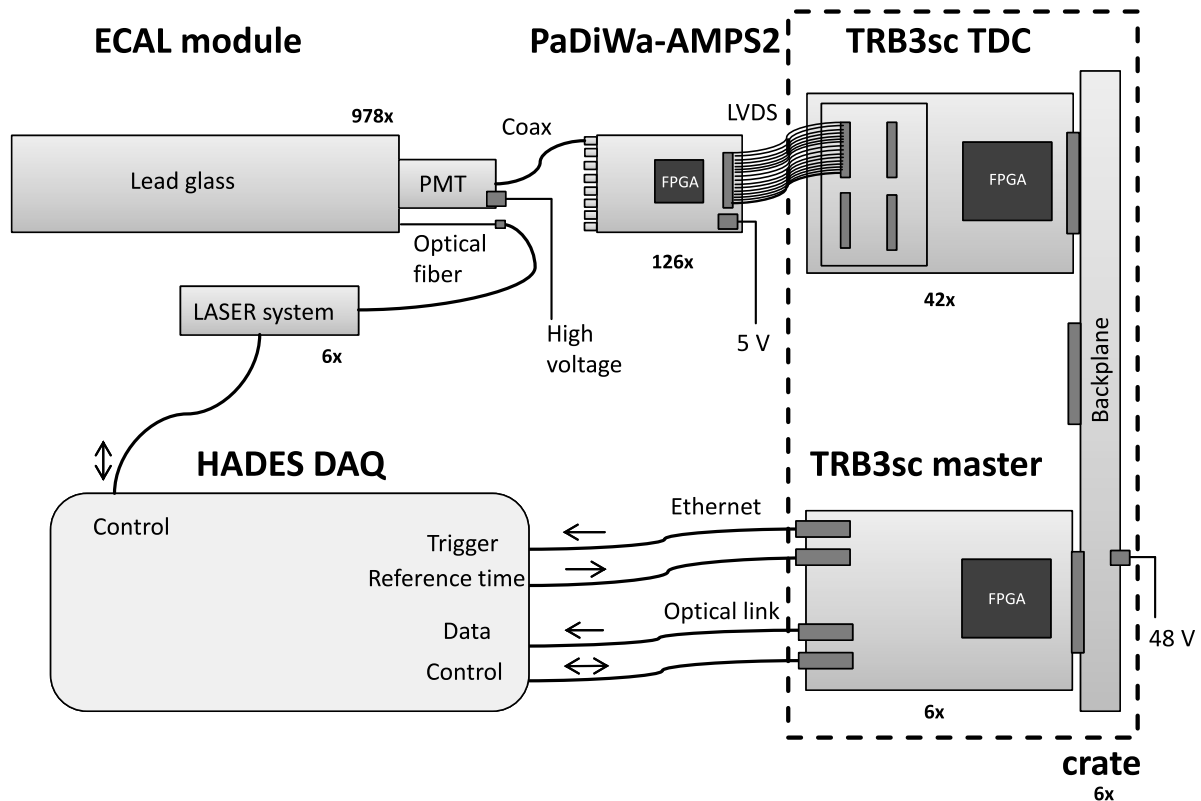 ECAL module
PaDiWa-AMPS2
TRB3sc TDC
978x
Coax
LVDS
Lead glass
PMT
FPGA
FPGA
Optical
fiber
126x
42x
LASER system
6x
High
voltage
5 V
Backplane
HADES DAQ
TRB3sc master
Control
Ethernet
Trigger
Reference time
FPGA
Optical link
Data
Control
48 V
6x
crate
6x